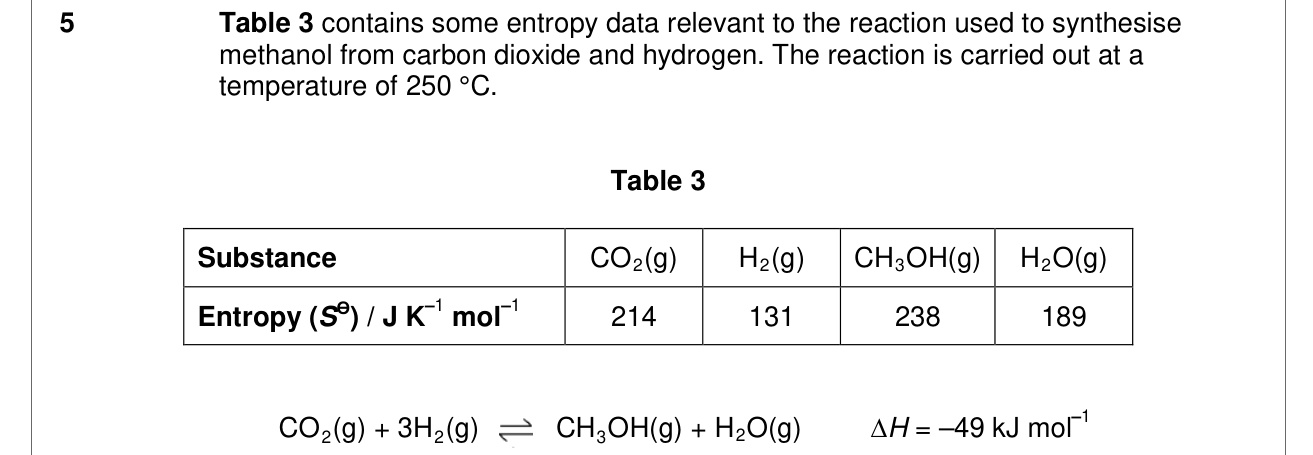 5 Table 3 contains some entropy data relevant to the reaction used to synthesise
methanol from carbon dioxide and hydrogen. The reaction is carried out at a
temperature of 250 °C.
Table 3
Substance CO₂(g) H₂(g) CH₃OH(g) H₂O(g)
Entropy (S⦵) / J K⁻¹ mol⁻¹ 214 131 238 189
CO₂(g) + 3H₂(g) ⇌ CH₃OH(g) + H₂O(g) ΔH = –49 kJ mol⁻¹